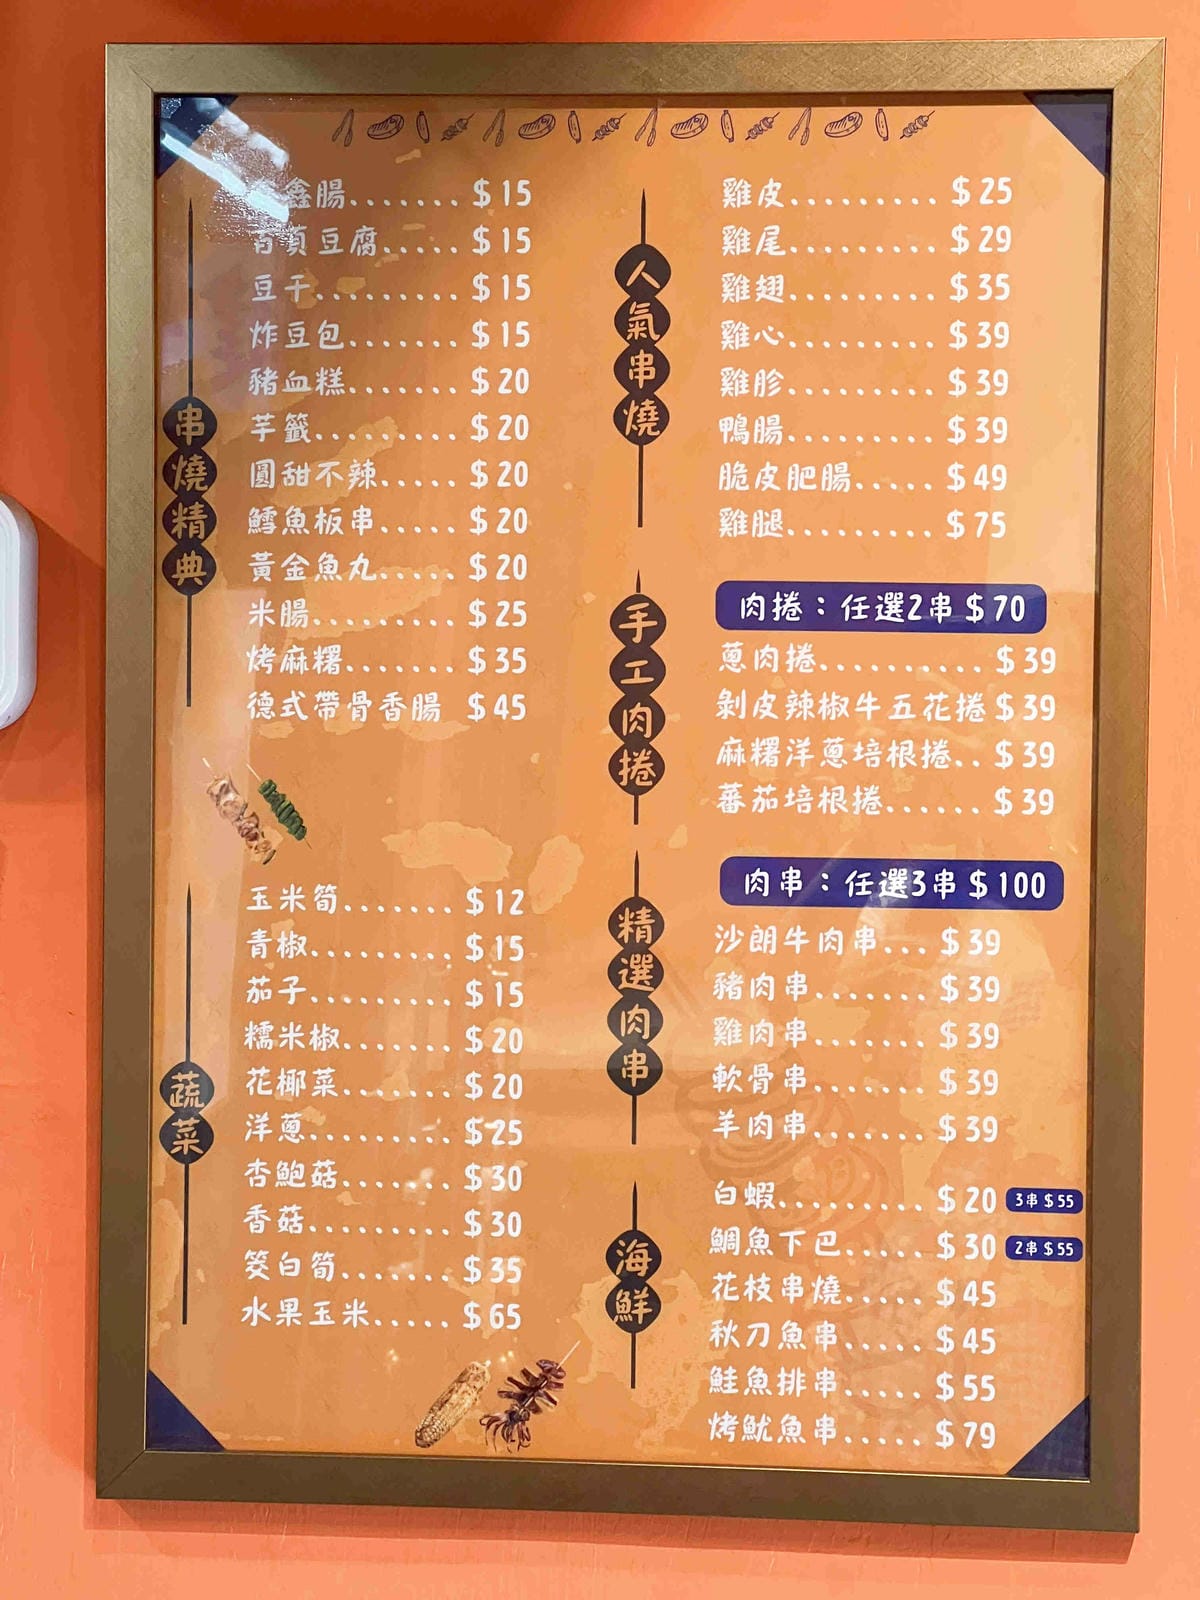 串燒精典
鑫腸....... $15
百頁豆腐..... $15
豆干......... $15
炸豆包....... $15
豬血糕....... $20
芋籤......... $20
圓甜不辣..... $20
鱈魚板串..... $20
黃金魚丸..... $20
米腸......... $25
烤麻糬....... $35
德式帶骨香腸 $45
蔬菜
玉米筍....... $12
青椒......... $15
茄子......... $15
糯米椒....... $20
花椰菜....... $20
洋蔥......... $25
杏鮑菇....... $30
香菇......... $30
筊白筍....... $35
水果玉米..... $65
人氣串燒
雞皮......... $25
雞尾......... $29
雞翅......... $35
雞心......... $39
雞胗......... $39
鴨腸......... $39
脆皮肥腸..... $49
雞腿......... $75
手工肉捲
肉捲：任選2串$70
蔥肉捲.......... $39
剝皮辣椒牛五花捲$39
麻糬洋蔥培根捲.. $39
蕃茄培根捲...... $39
精選肉串
肉串：任選3串$100
沙朗牛肉串... $39
豬肉串....... $39
雞肉串....... $39
軟骨串....... $39
羊肉串....... $39
海鮮
白蝦......... $20 3串$55
鯛魚下巴..... $30 2串$55
花枝串燒..... $45
秋刀魚串..... $45
鮭魚排串..... $55
烤魷魚串..... $79